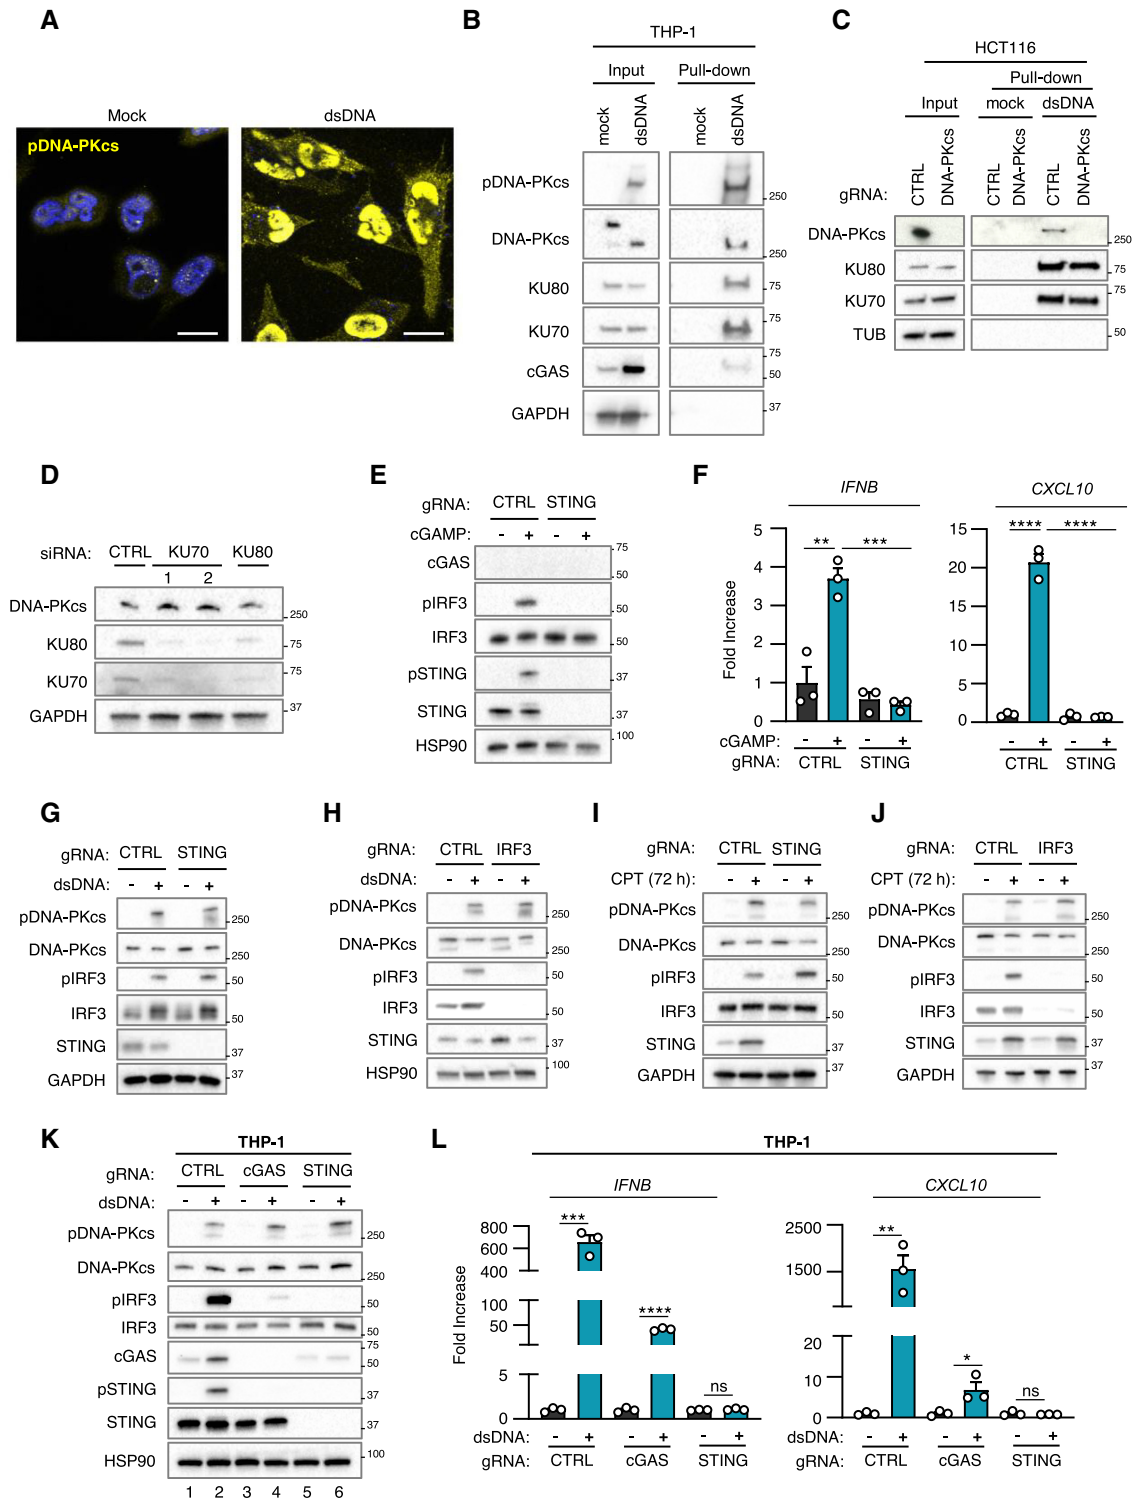 A
Mock
dsDNA
pDNA-PKcs
B
THP-1
Input
Pull-down
mock
dsDNA
mock
dsDNA
pDNA-PKcs
250
DNA-PKcs
250
KU80
75
KU70
75
cGAS
75
50
GAPDH
37
C
HCT116
Pull-down
Input
mock
dsDNA
gRNA:
CTRL
DNA-PKcs
CTRL
DNA-PKcs
CTRL
DNA-PKcs
DNA-PKcs
250
KU80
75
KU70
75
TUB
50
D
siRNA:
CTRL
KU70
KU80
1
2
DNA-PKcs
250
KU80
75
KU70
75
GAPDH
37
E
gRNA:
CTRL
STING
cGAMP:
- + - +
cGAS
75
50
pIRF3
50
IRF3
50
pSTING
37
STING
37
HSP90
100
F
IFNB
CXCL10
Fold Increase
5
4
3
2
1
0
** ***
15
20
15
10
5
0
**** ****
cGAMP:
- + - +
- + - +
gRNA:
CTRL
STING
CTRL
STING
G
gRNA:
CTRL
STING
dsDNA:
- + - +
pDNA-PKcs
250
DNA-PKcs
pIRF3
50
IRF3
50
STING
37
GAPDH
37
H
gRNA:
CTRL
IRF3
dsDNA:
- + - +
pDNA-PKcs
250
DNA-PKcs
250
pIRF3
50
IRF3
STING
37
HSP90
100
I
gRNA:
CTRL
STING
CPT (72 h):
- + - +
pDNA-PKcs
250
DNA-PKcs
pIRF3
50
IRF3
50
STING
37
GAPDH
37
J
gRNA:
CTRL
IRF3
CPT (72 h):
- + - +
pDNA-PKcs
250
DNA-PKcs
pIRF3
50
IRF3
50
STING
37
GAPDH
37
K
THP-1
gRNA:
CTRL
cGAS
STING
dsDNA:
- + - + - +
pDNA-PKcs
250
DNA-PKcs
250
pIRF3
50
IRF3
50
cGAS
75
50
pSTING
37
STING
37
HSP90
100
1 2 3 4 5 6
L
THP-1
IFNB
CXCL10
Fold Increase
800
600
400
100
50
5
0
***
****
ns
2500
1500
20
10
0
**
*
ns
dsDNA:
- + - + - +
- + - + - +
gRNA:
CTRL
cGAS
STING
CTRL
cGAS
STING